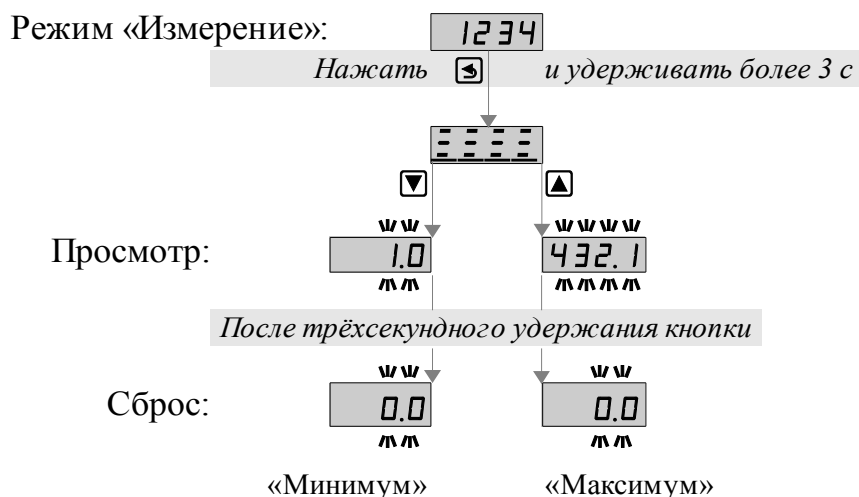 Режим «Измерение»: 1234
Нажать и удерживать более 3 с
Просмотр: 1.0 432.1
После трёхсекундного удержания кнопки
Сброс: 0.0 0.0
«Минимум» «Максимум»